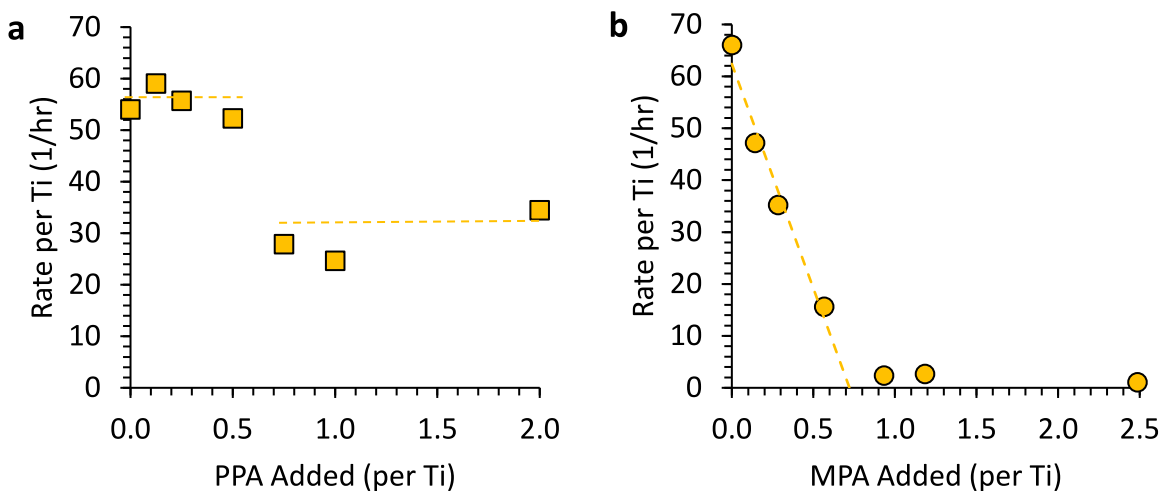 a
Rate per Ti (1/hr)
70
60
50
40
30
20
10
0
0.0 0.5 1.0 1.5 2.0
PPA Added (per Ti)
b
Rate per Ti (1/hr)
70
60
50
40
30
20
10
0
0.0 0.5 1.0 1.5 2.0 2.5
MPA Added (per Ti)